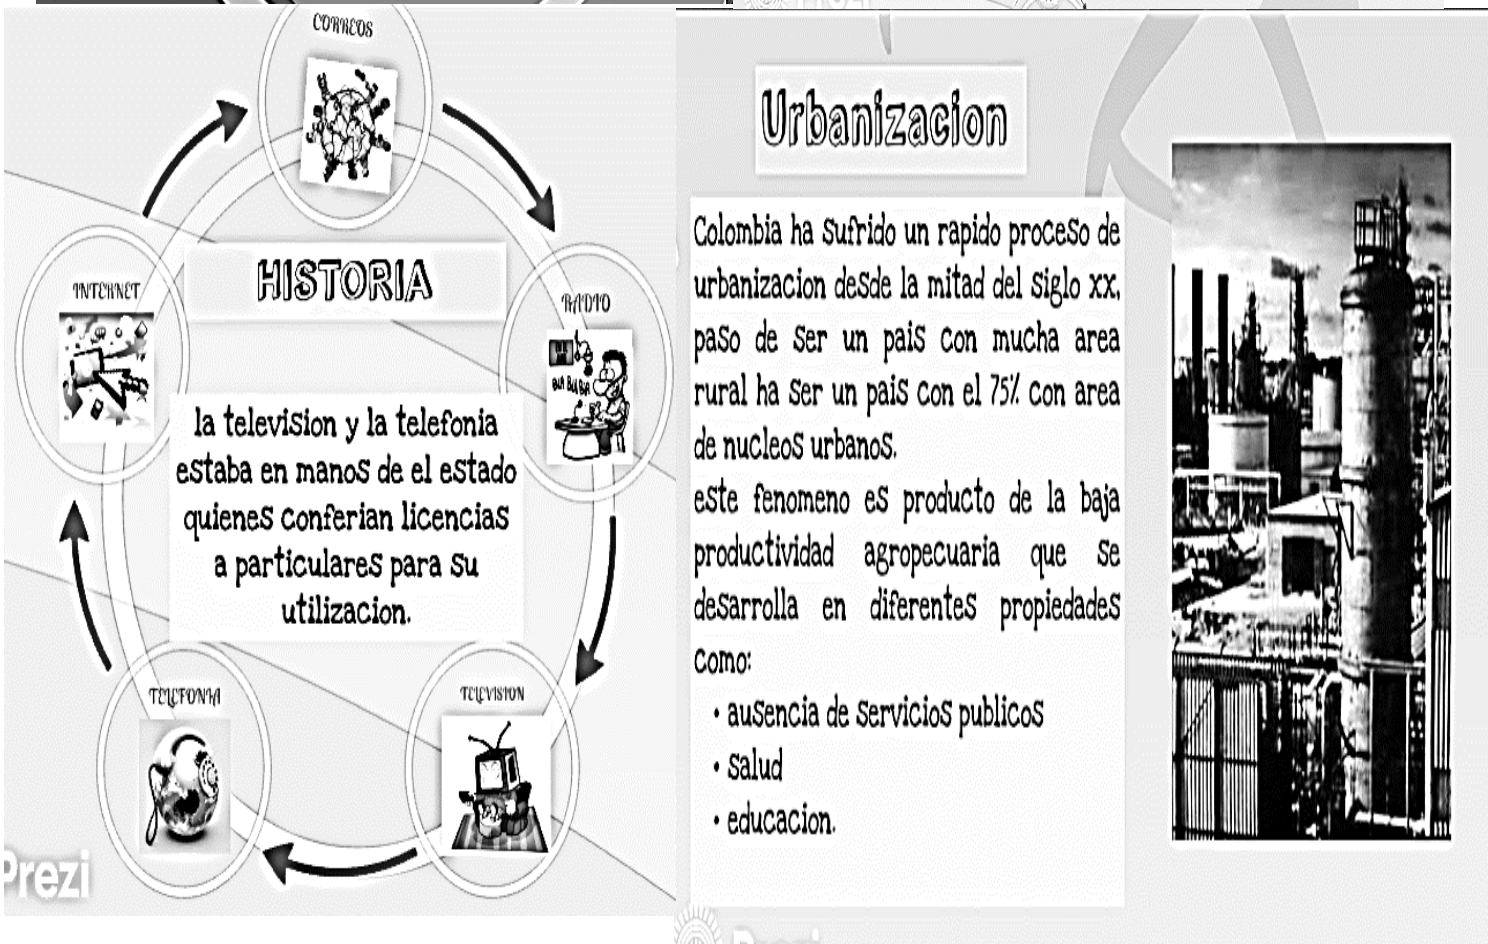 CORREOS
HISTORIA
INTERNET
RADIO
BLA BLA BLA
la television y la telefonia
estaba en manos de el estado
quienes conferian licencias
a particulares para su
utilizacion.
TELEFONIA
TELEVISION
Prezi
Urbanizacion
Colombia ha sufrido un rapido proceso de
urbanizacion desde la mitad del siglo xx,
paso de ser un pais con mucha area
rural ha ser un pais con el 75% con area
de nucleos urbanos.
este fenomeno es producto de la baja
productividad agropecuaria que se
desarrolla en diferentes propiedades
como:
• ausencia de servicios publicos
• salud
• educacion.
Prezi